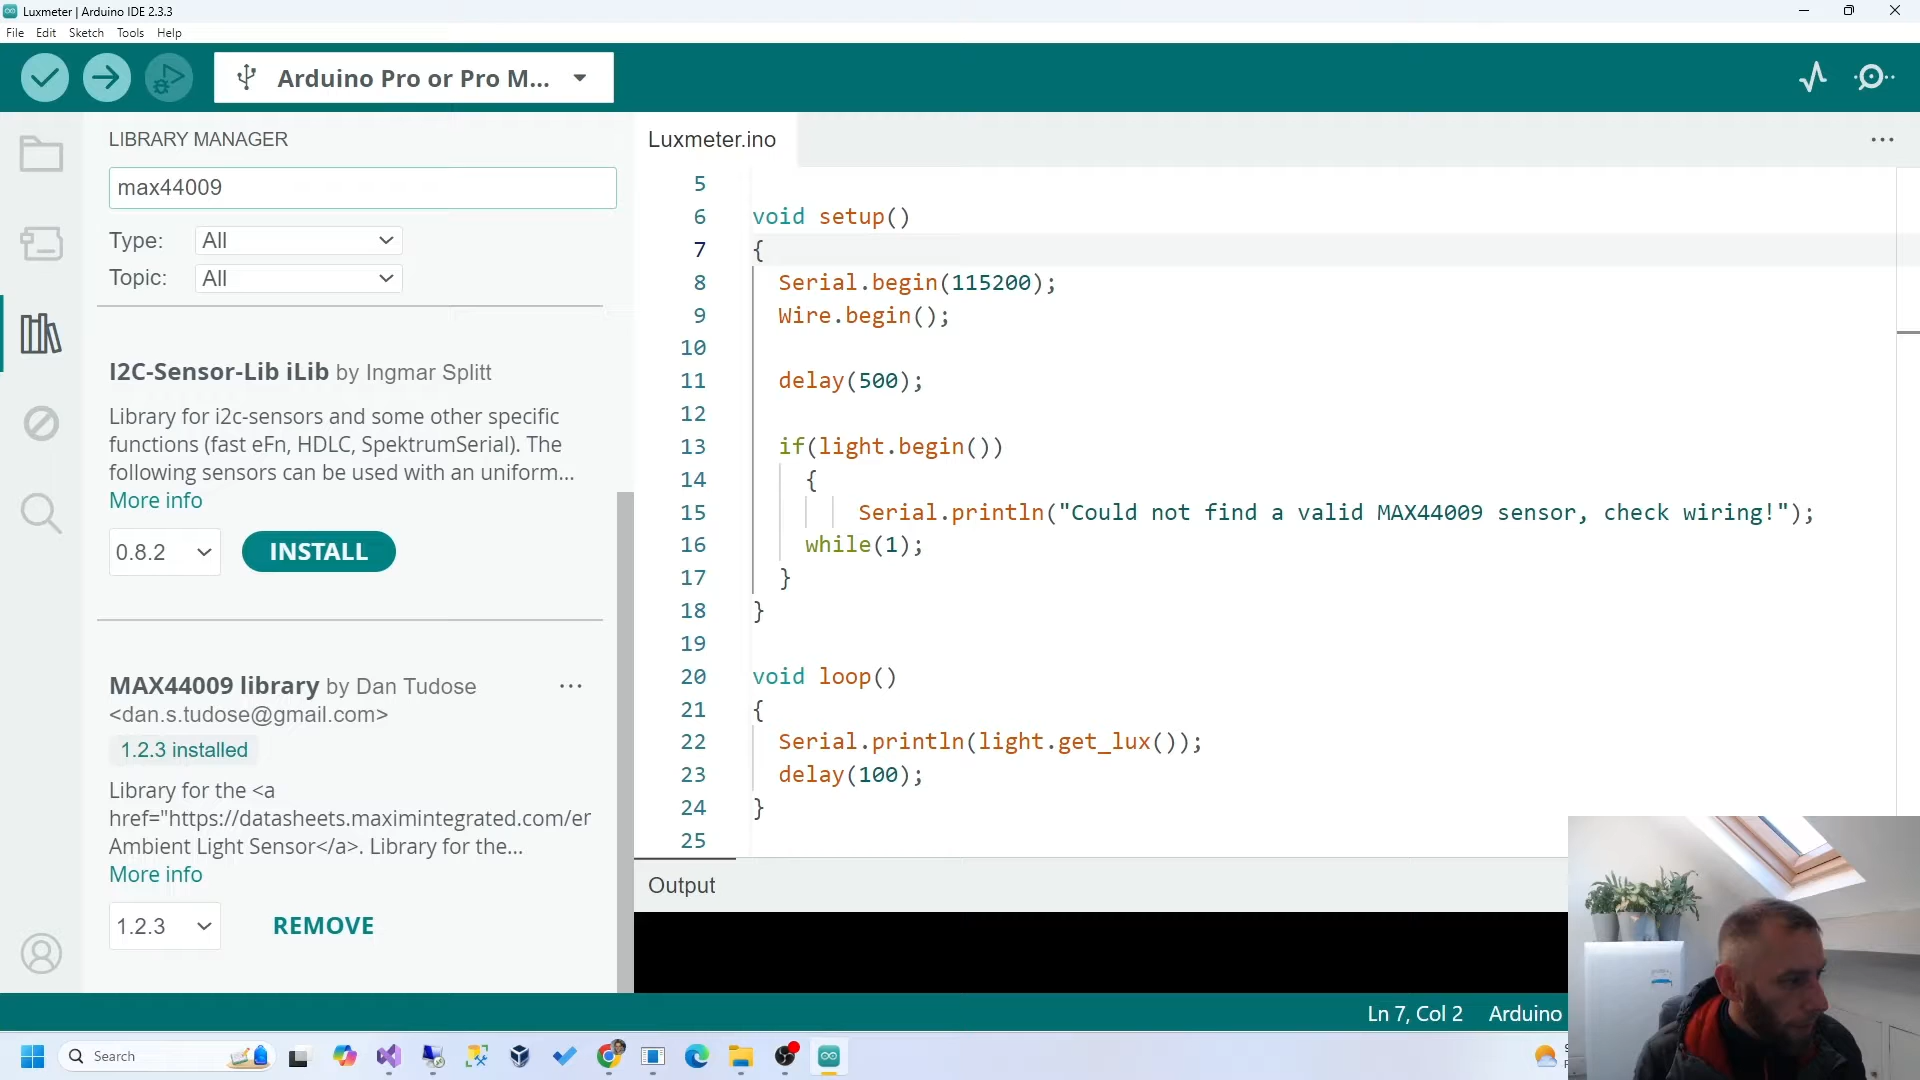 Luxmeter | Arduino IDE 2.3.3
File Edit Sketch Tools Help
Arduino Pro or Pro M...
LIBRARY MANAGER
max44009
Type: All
Topic: All
I2C-Sensor-Lib iLib by Ingmar Splitt
Library for i2c-sensors and some other specific
functions (fast eFn, HDLC, SpektrumSerial). The
following sensors can be used with an uniform...
More info
0.8.2 INSTALL
MAX44009 library by Dan Tudose ...
<dan.s.tudose@gmail.com>
1.2.3 installed
Library for the <a
href="https://datasheets.maximintegrated.com/er
Ambient Light Sensor</a>. Library for the...
More info
1.2.3 REMOVE
Luxmeter.ino ...
5
6 void setup()
7 {
8 Serial.begin(115200);
9 Wire.begin();
10
11 delay(500);
12
13 if(light.begin())
14 {
15 Serial.println("Could not find a valid MAX44009 sensor, check wiring!");
16 while(1);
17 }
18 }
19
20 void loop()
21 {
22 Serial.println(light.get_lux());
23 delay(100);
24 }
25
Output
Ln 7, Col 2 Arduino
Search